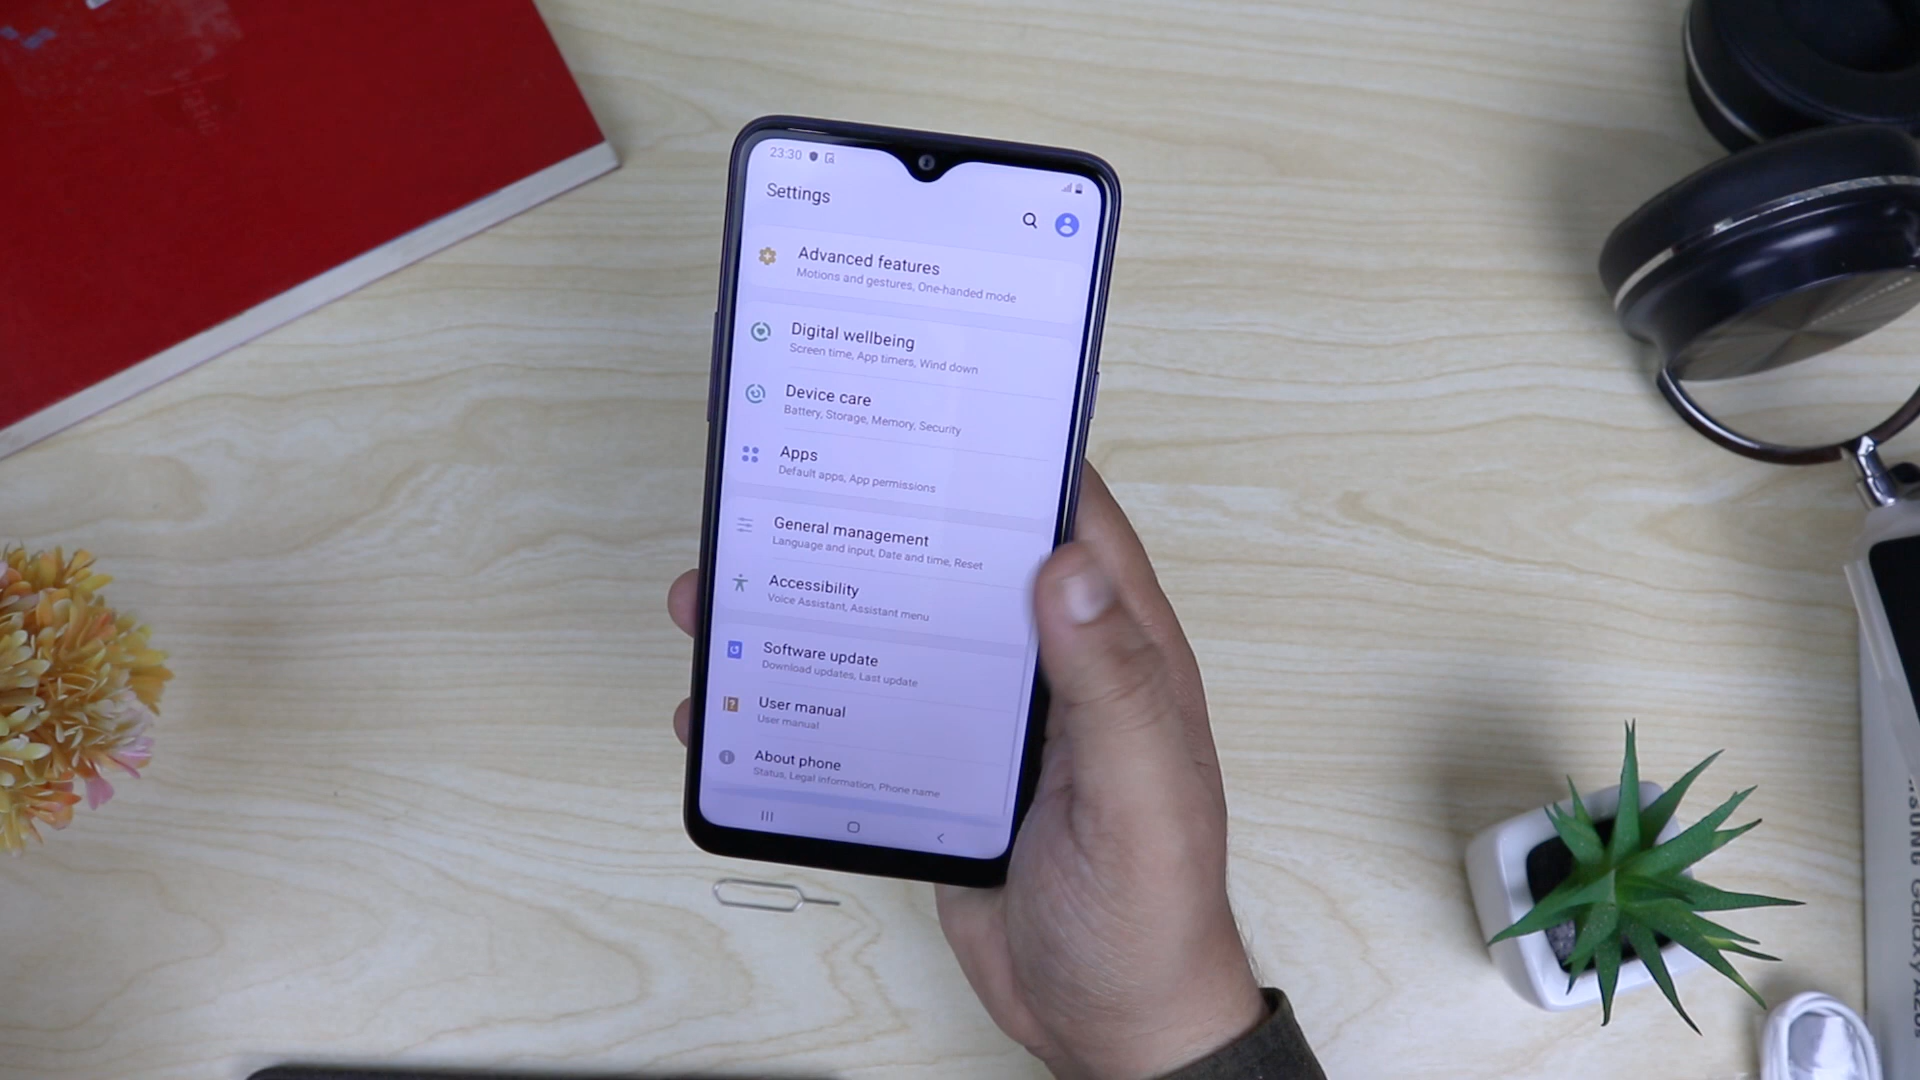 23:30
Settings
Advanced features
Motions and gestures, One-handed mode
Digital wellbeing
Screen time, App timers, Wind down
Device care
Battery, Storage, Memory, Security
Apps
Default apps, App permissions
General management
Language and input, Date and time, Reset
Accessibility
Voice Assistant, Assistant menu
Software update
Download updates, Last update
User manual
User manual
About phone
Status, Legal information, Phone name
Galaxy A20s